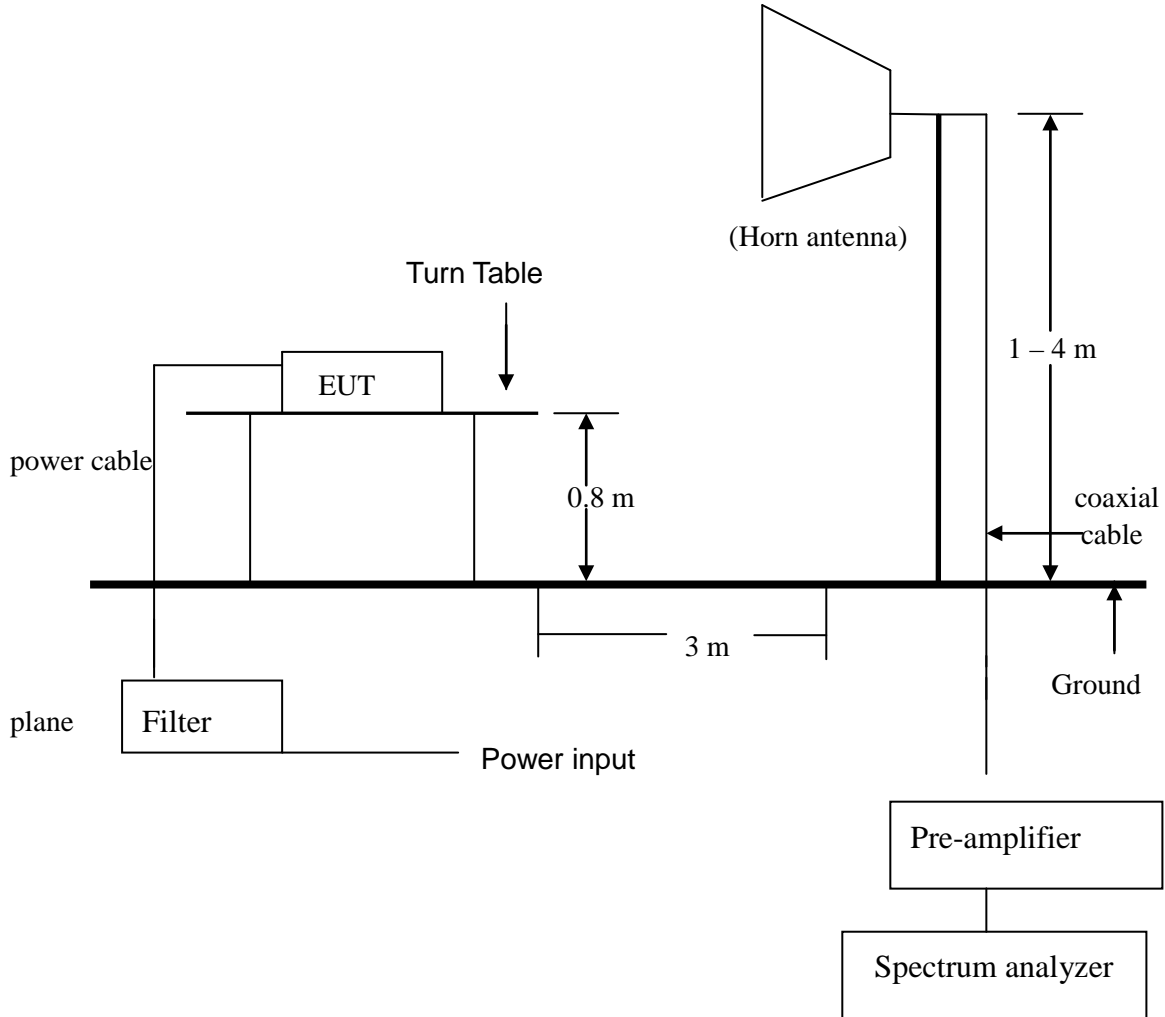 (Horn antenna)
Turn Table
1 – 4 m
EUT
power cable
0.8 m
coaxial
cable
3 m
Ground
plane
Filter
Power input
Pre-amplifier
Spectrum analyzer